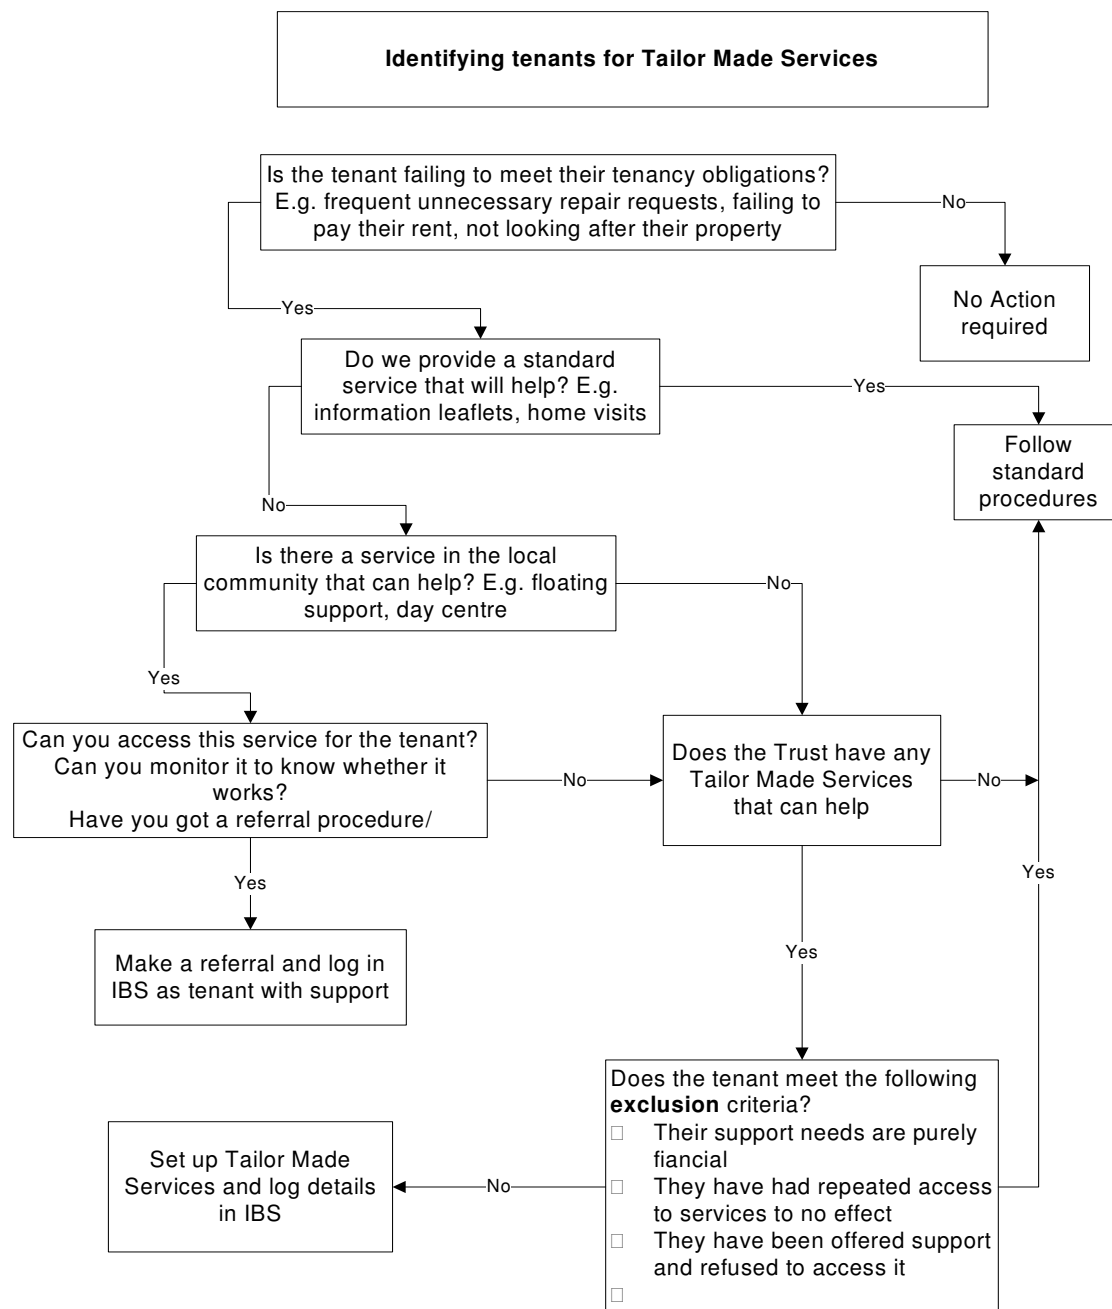 Identifying tenants for Tailor Made Services
Is the tenant failing to meet their tenancy obligations?
E.g. frequent unnecessary repair requests, failing to
pay their rent, not looking after their property
No
No Action
required
Yes
Do we provide a standard
service that will help? E.g.
information leaflets, home visits
Yes
Follow
standard
procedures
No
Is there a service in the local
community that can help? E.g. floating
support, day centre
No
Yes
Can you access this service for the tenant?
Can you monitor it to know whether it
works?
Have you got a referral procedure/
No
Does the Trust have any
Tailor Made Services
that can help
No
Yes
Yes
Make a referral and log in
IBS as tenant with support
Yes
Does the tenant meet the following
exclusion criteria?
Their support needs are purely
fiancial
They have had repeated access
to services to no effect
They have been offered support
and refused to access it
No
Set up Tailor Made
Services and log details
in IBS